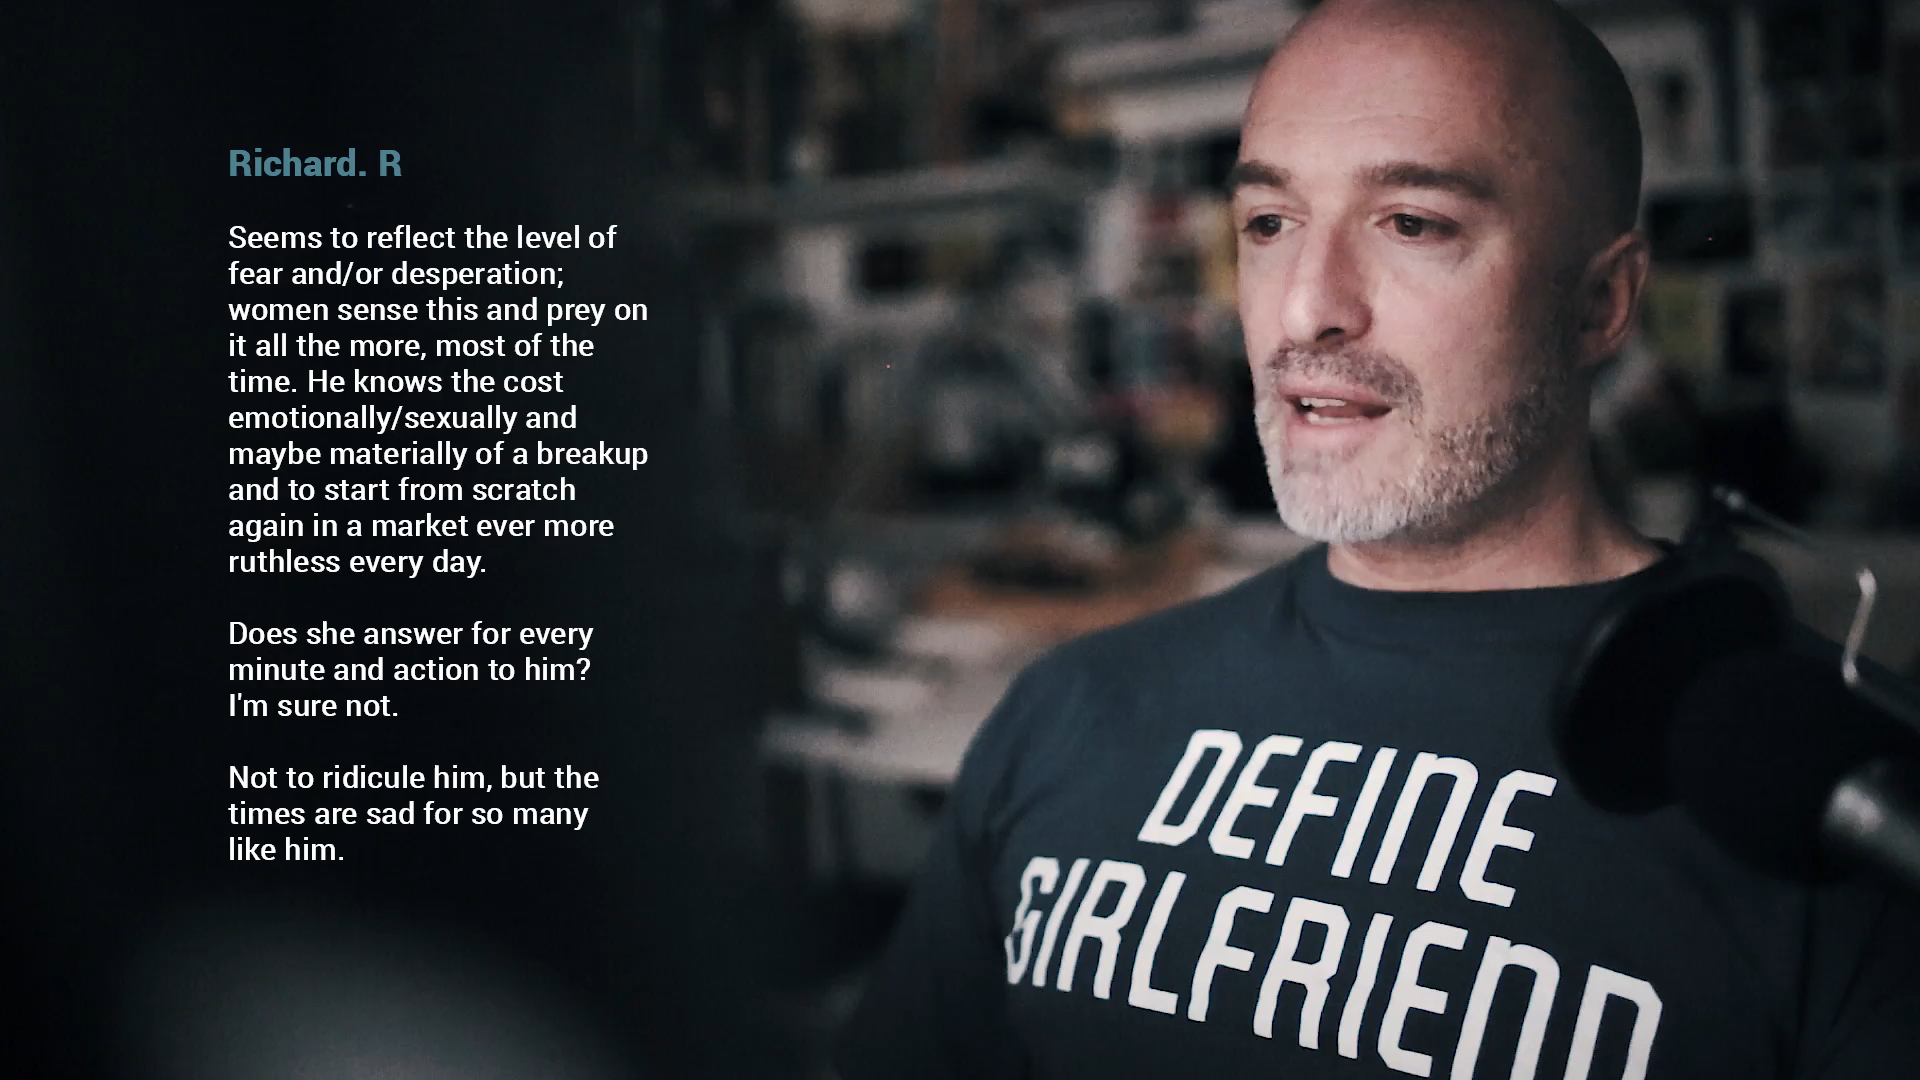 Richard. R
Seems to reflect the level of
fear and/or desperation;
women sense this and prey on
it all the more, most of the
time. He knows the cost
emotionally/sexually and
maybe materially of a breakup
and to start from scratch
again in a market ever more
ruthless every day.
Does she answer for every
minute and action to him?
I'm sure not.
Not to ridicule him, but the
times are sad for so many
like him.
DEFINE
GIRLFRIEND